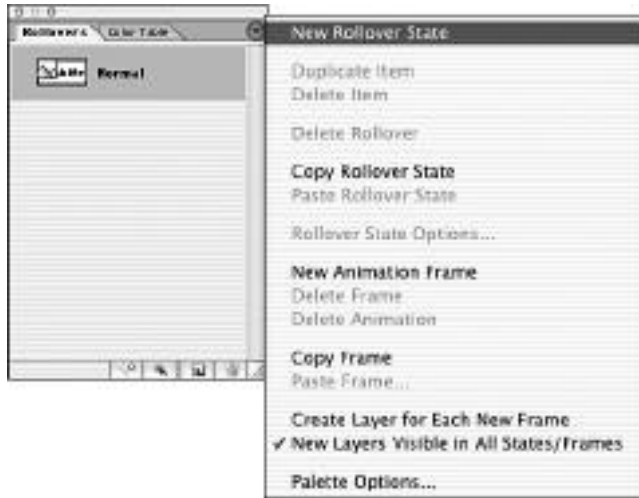 Rollovers Color Table
Normal
New Rollover State
Duplicate Item
Delete Item
Delete Rollover
Copy Rollover State
Paste Rollover State
Rollover State Options...
New Animation Frame
Delete Frame
Delete Animation
Copy Frame
Paste Frame...
Create Layer for Each New Frame
✓ New Layers Visible in All States/Frames
Palette Options...